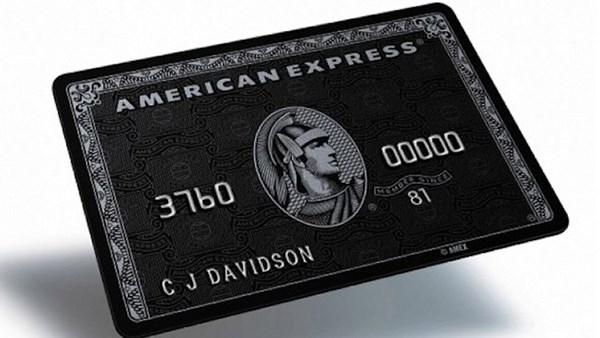 AMERICAN EXPRESS®
3760 00000
MEMBER SINCE
81
C J DAVIDSON
© AMEX